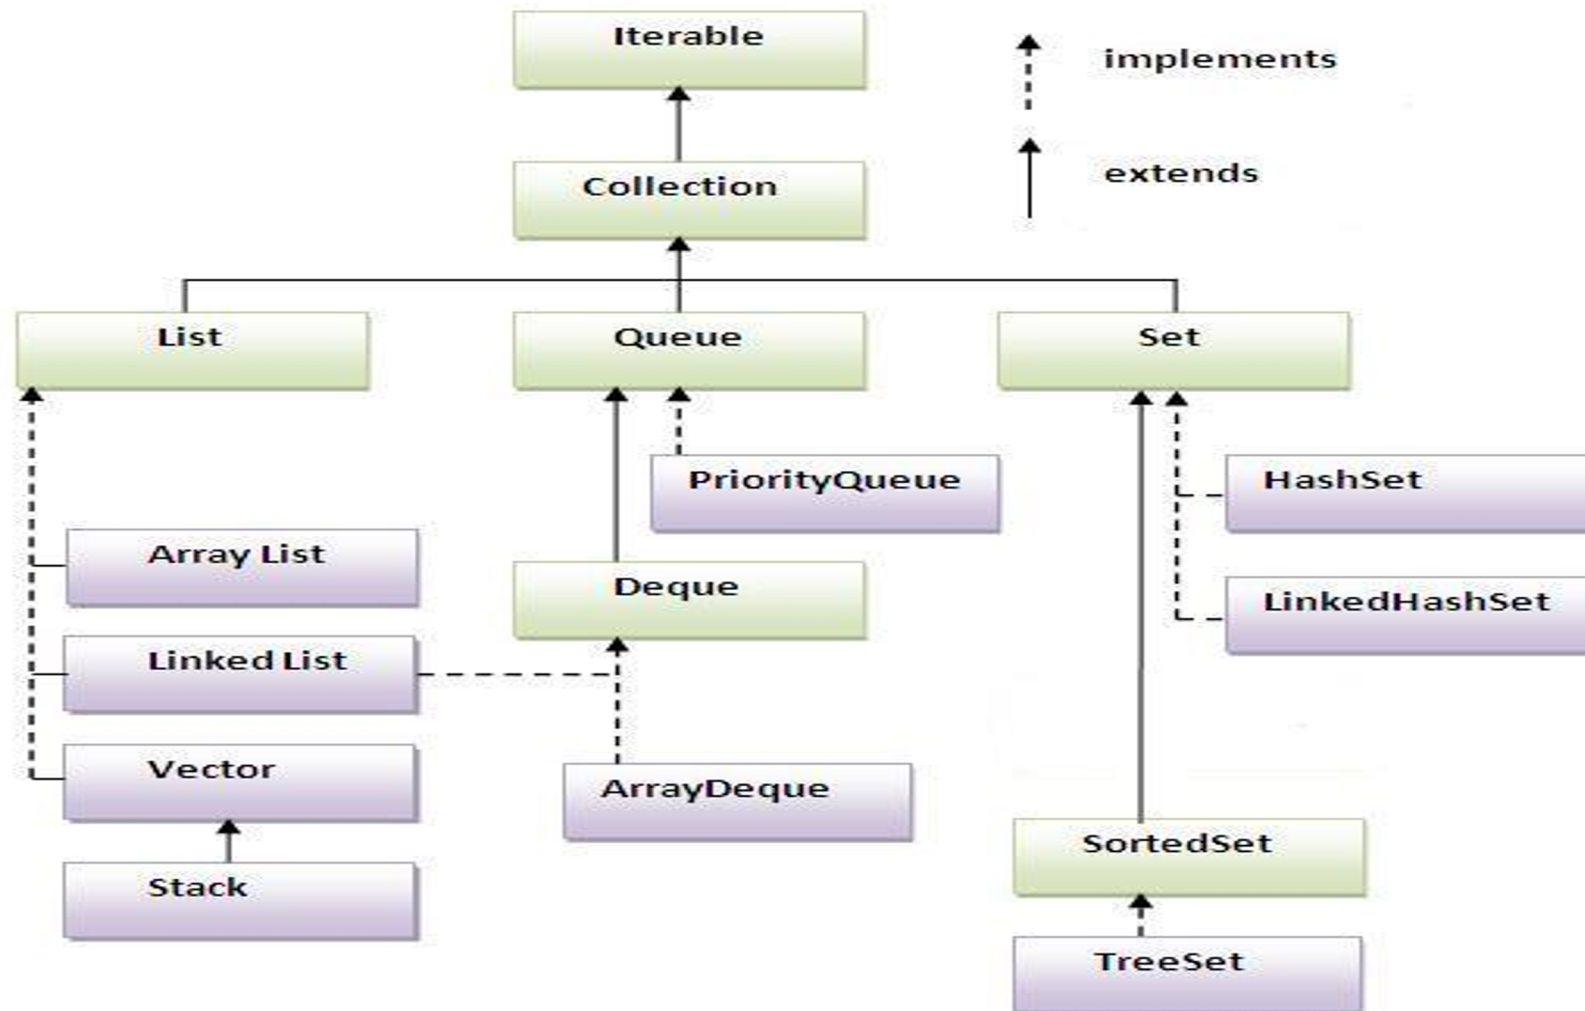 Iterable
implements
extends
Collection
List
Queue
Set
PriorityQueue
HashSet
Array List
Deque
LinkedHashSet
Linked List
Vector
ArrayDeque
Stack
SortedSet
TreeSet